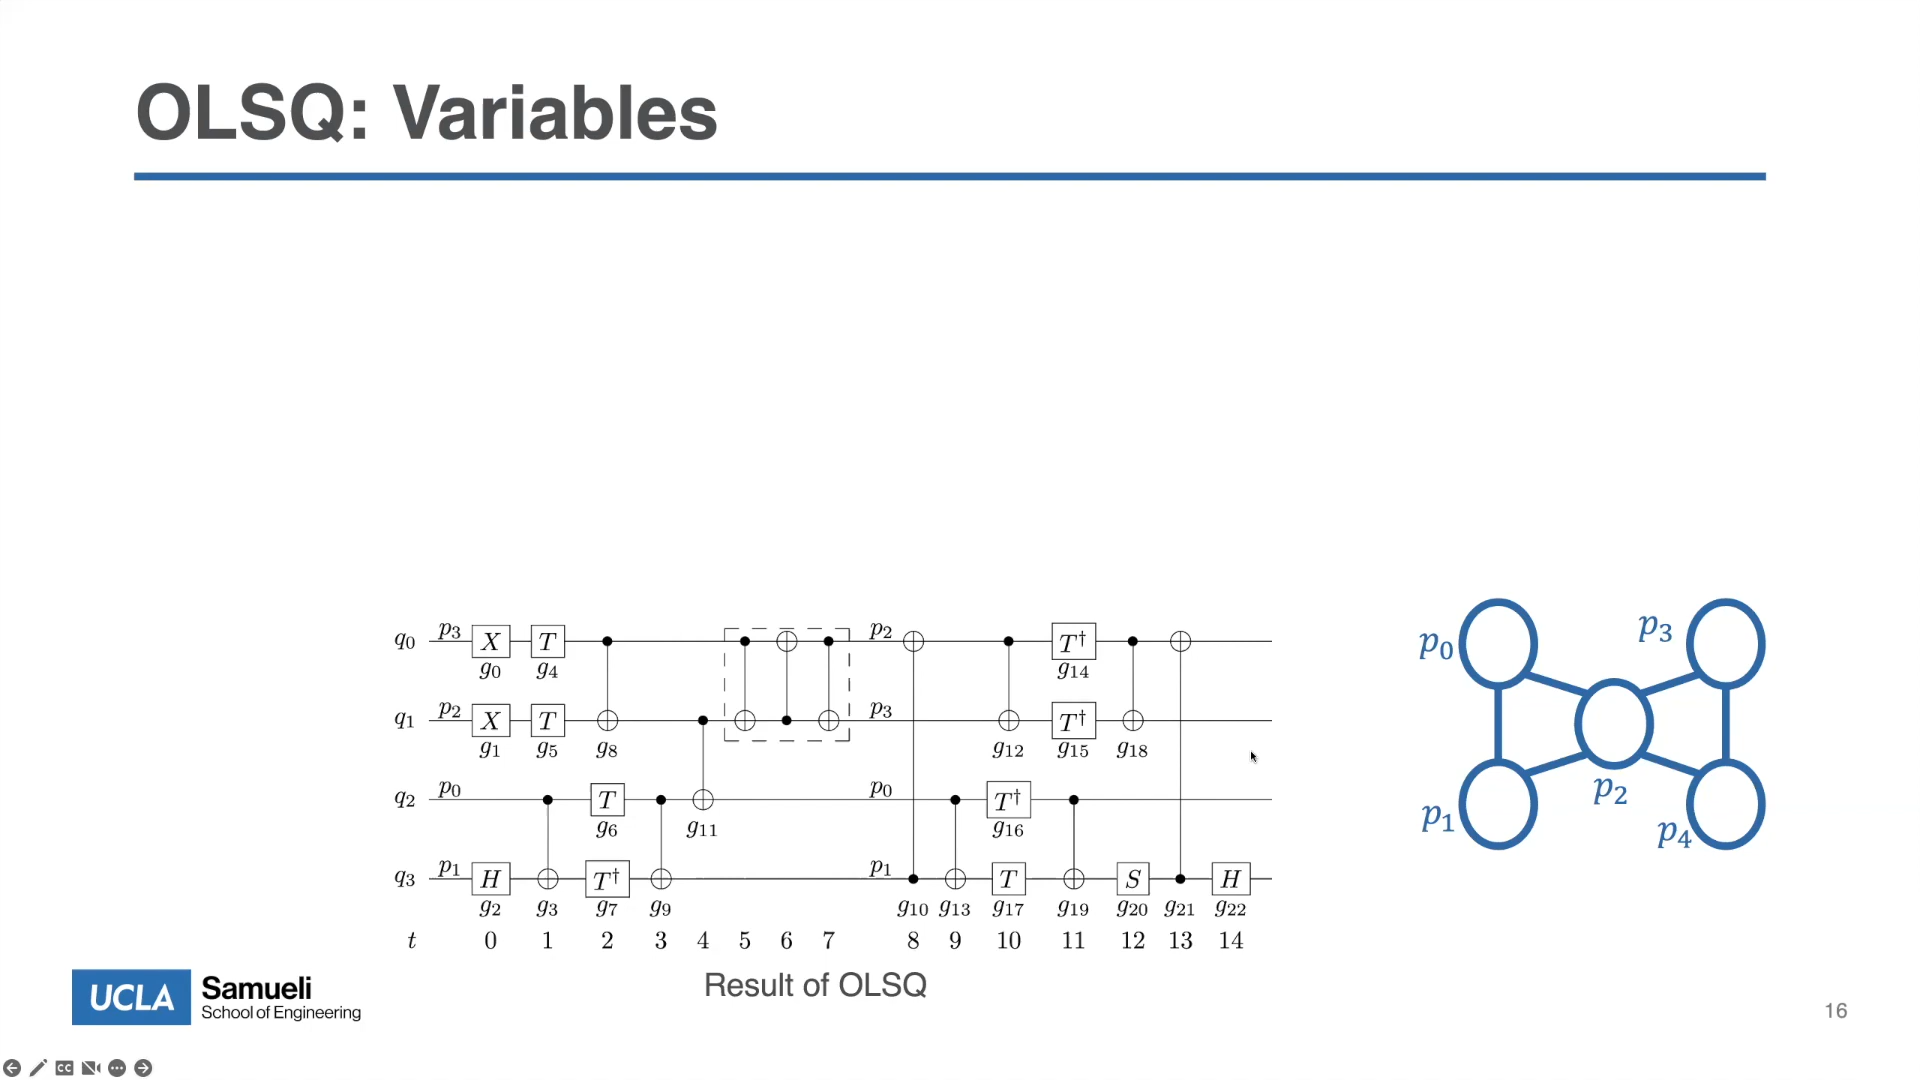 OLSQ: Variables
q0 p3 X T p2 T†
g0 g4 g14
q1 p2 X T p3 T†
g1 g5 g8 g12 g15 g18
q2 p0 T p0 T†
g6 g11 g16
q3 p1 H T† p1 T S H
g2 g3 g7 g9 g10 g13 g17 g19 g20 g21 g22
t 0 1 2 3 4 5 6 7 8 9 10 11 12 13 14
Result of OLSQ
p0
p3
p2
p1
p4
UCLA Samueli
School of Engineering
16
CC